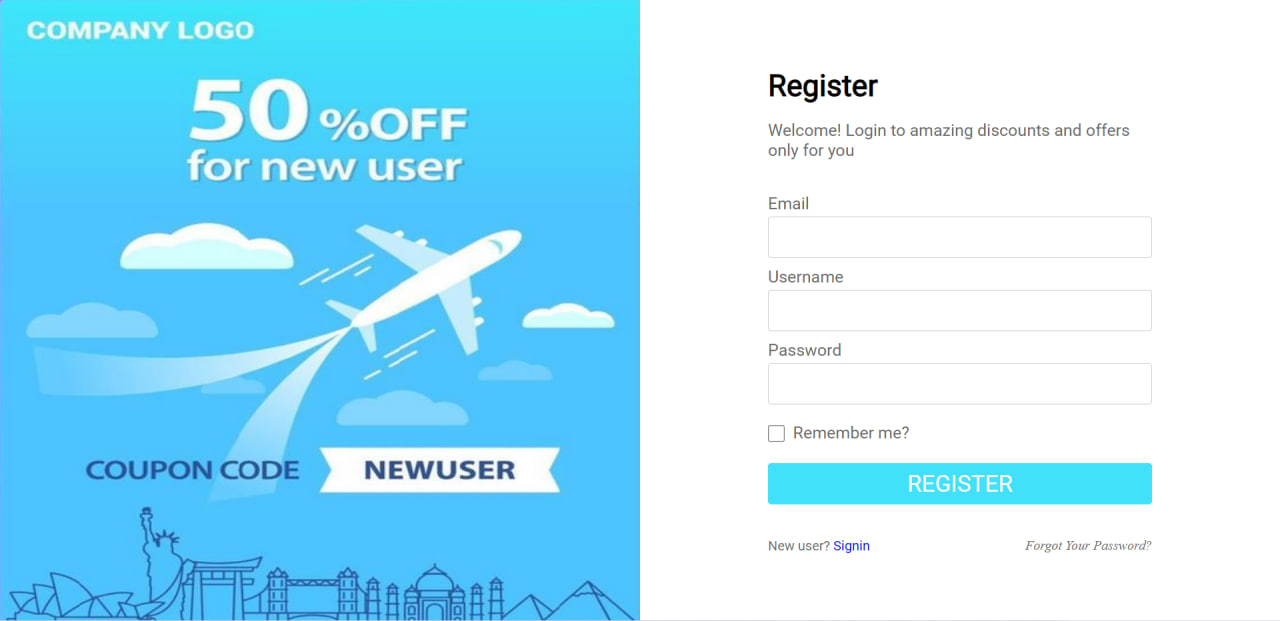 COMPANY LOGO
50 %OFF
for new user
COUPON CODE NEWUSER
Register
Welcome! Login to amazing discounts and offers
only for you
Email
Username
Password
Remember me?
REGISTER
New user? Signin
Forgot Your Password?